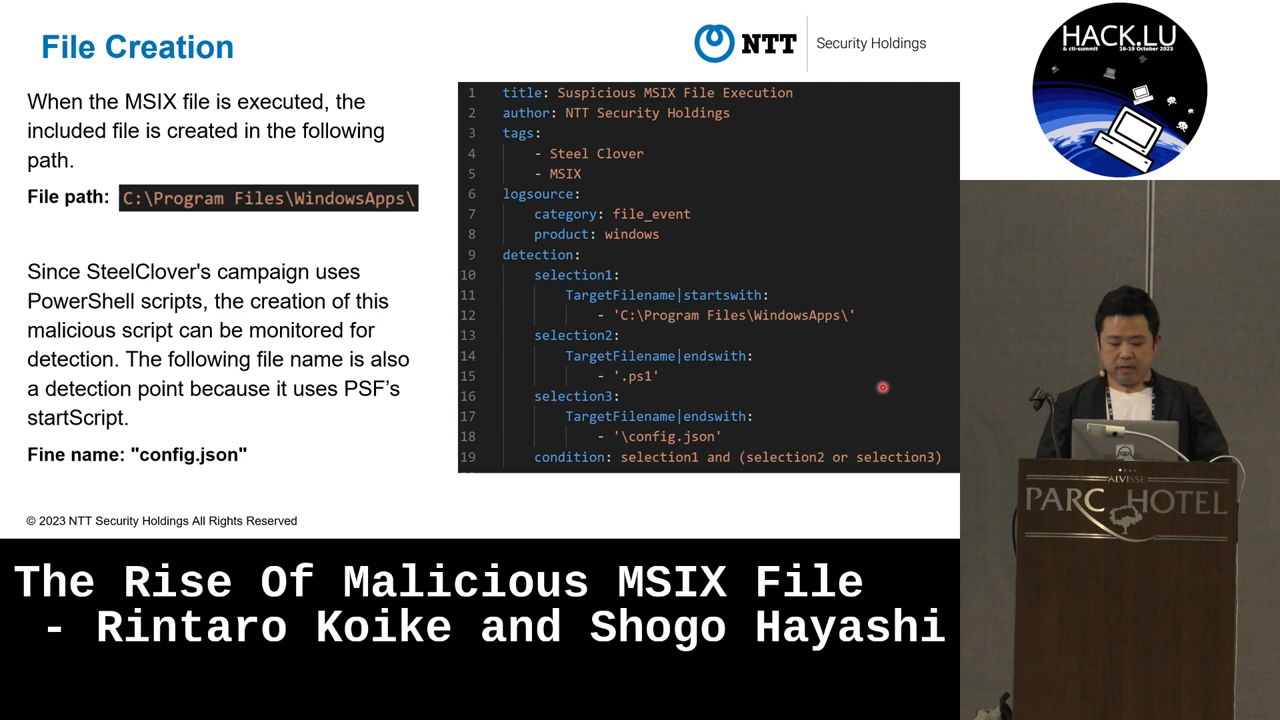 File Creation
NTT Security Holdings
HACK.LU
& cti-summit 16-19 October 2023
When the MSIX file is executed, the
included file is created in the following
path.
File path: C:\Program Files\WindowsApps\
Since SteelClover's campaign uses
PowerShell scripts, the creation of this
malicious script can be monitored for
detection. The following file name is also
a detection point because it uses PSF's
startScript.
Fine name: "config.json"
1 title: Suspicious MSIX File Execution
2 author: NTT Security Holdings
3 tags:
4 - Steel Clover
5 - MSIX
6 logsource:
7 category: file_event
8 product: windows
9 detection:
10 selection1:
11 TargetFilename|startswith:
12 - 'C:\Program Files\WindowsApps\'
13 selection2:
14 TargetFilename|endswith:
15 - '.ps1'
16 selection3:
17 TargetFilename|endswith:
18 - '\config.json'
19 condition: selection1 and (selection2 or selection3)
© 2023 NTT Security Holdings All Rights Reserved
ALVISSE
PARC HOTEL
The Rise Of Malicious MSIX File
- Rintaro Koike and Shogo Hayashi